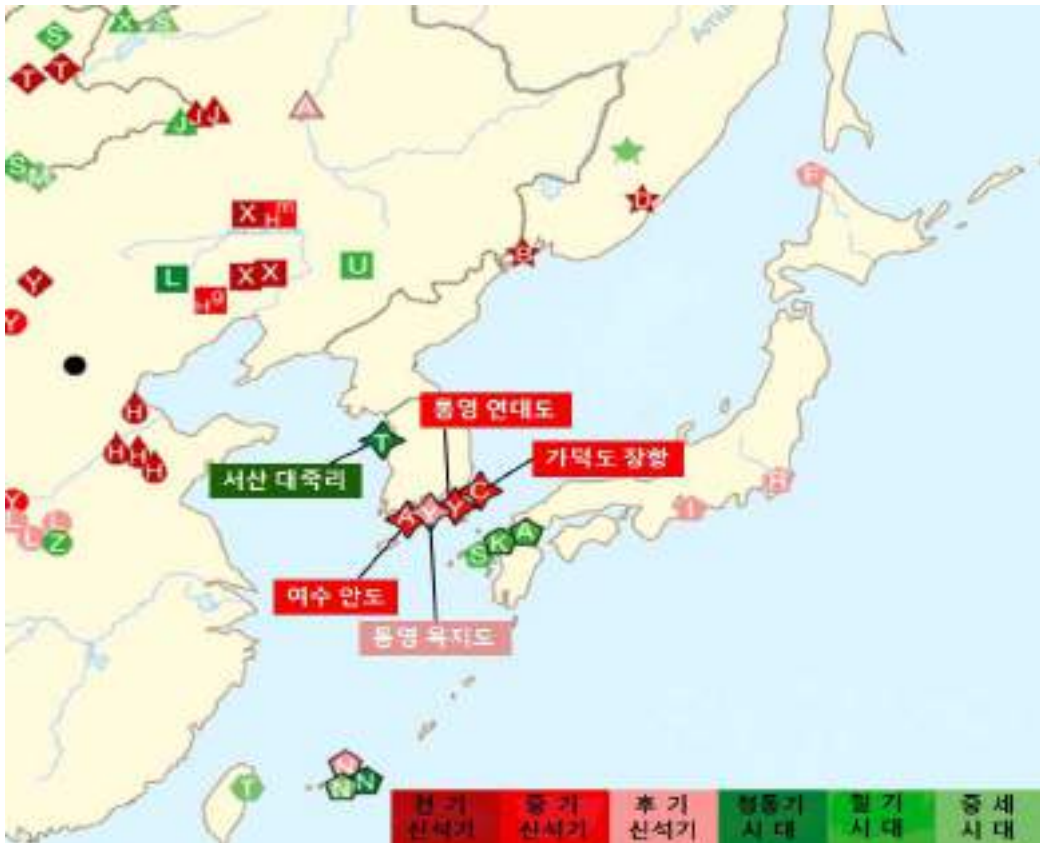 X S
S
T T
J J J
A
S M
D
F
X H m
B
L X X U
H g
Y
Y
H
H H H
통영 연대도
T
가덕도 장항
서산 대죽리
C
A Y
H
I
Y
L L
L Z
S K A
여수 안도
통영 욕지도
N
N N
T
전 기 중 기 후 기 청동기 철 기 중 세
신석기 신석기 신석기 시 대 시 대 시 대